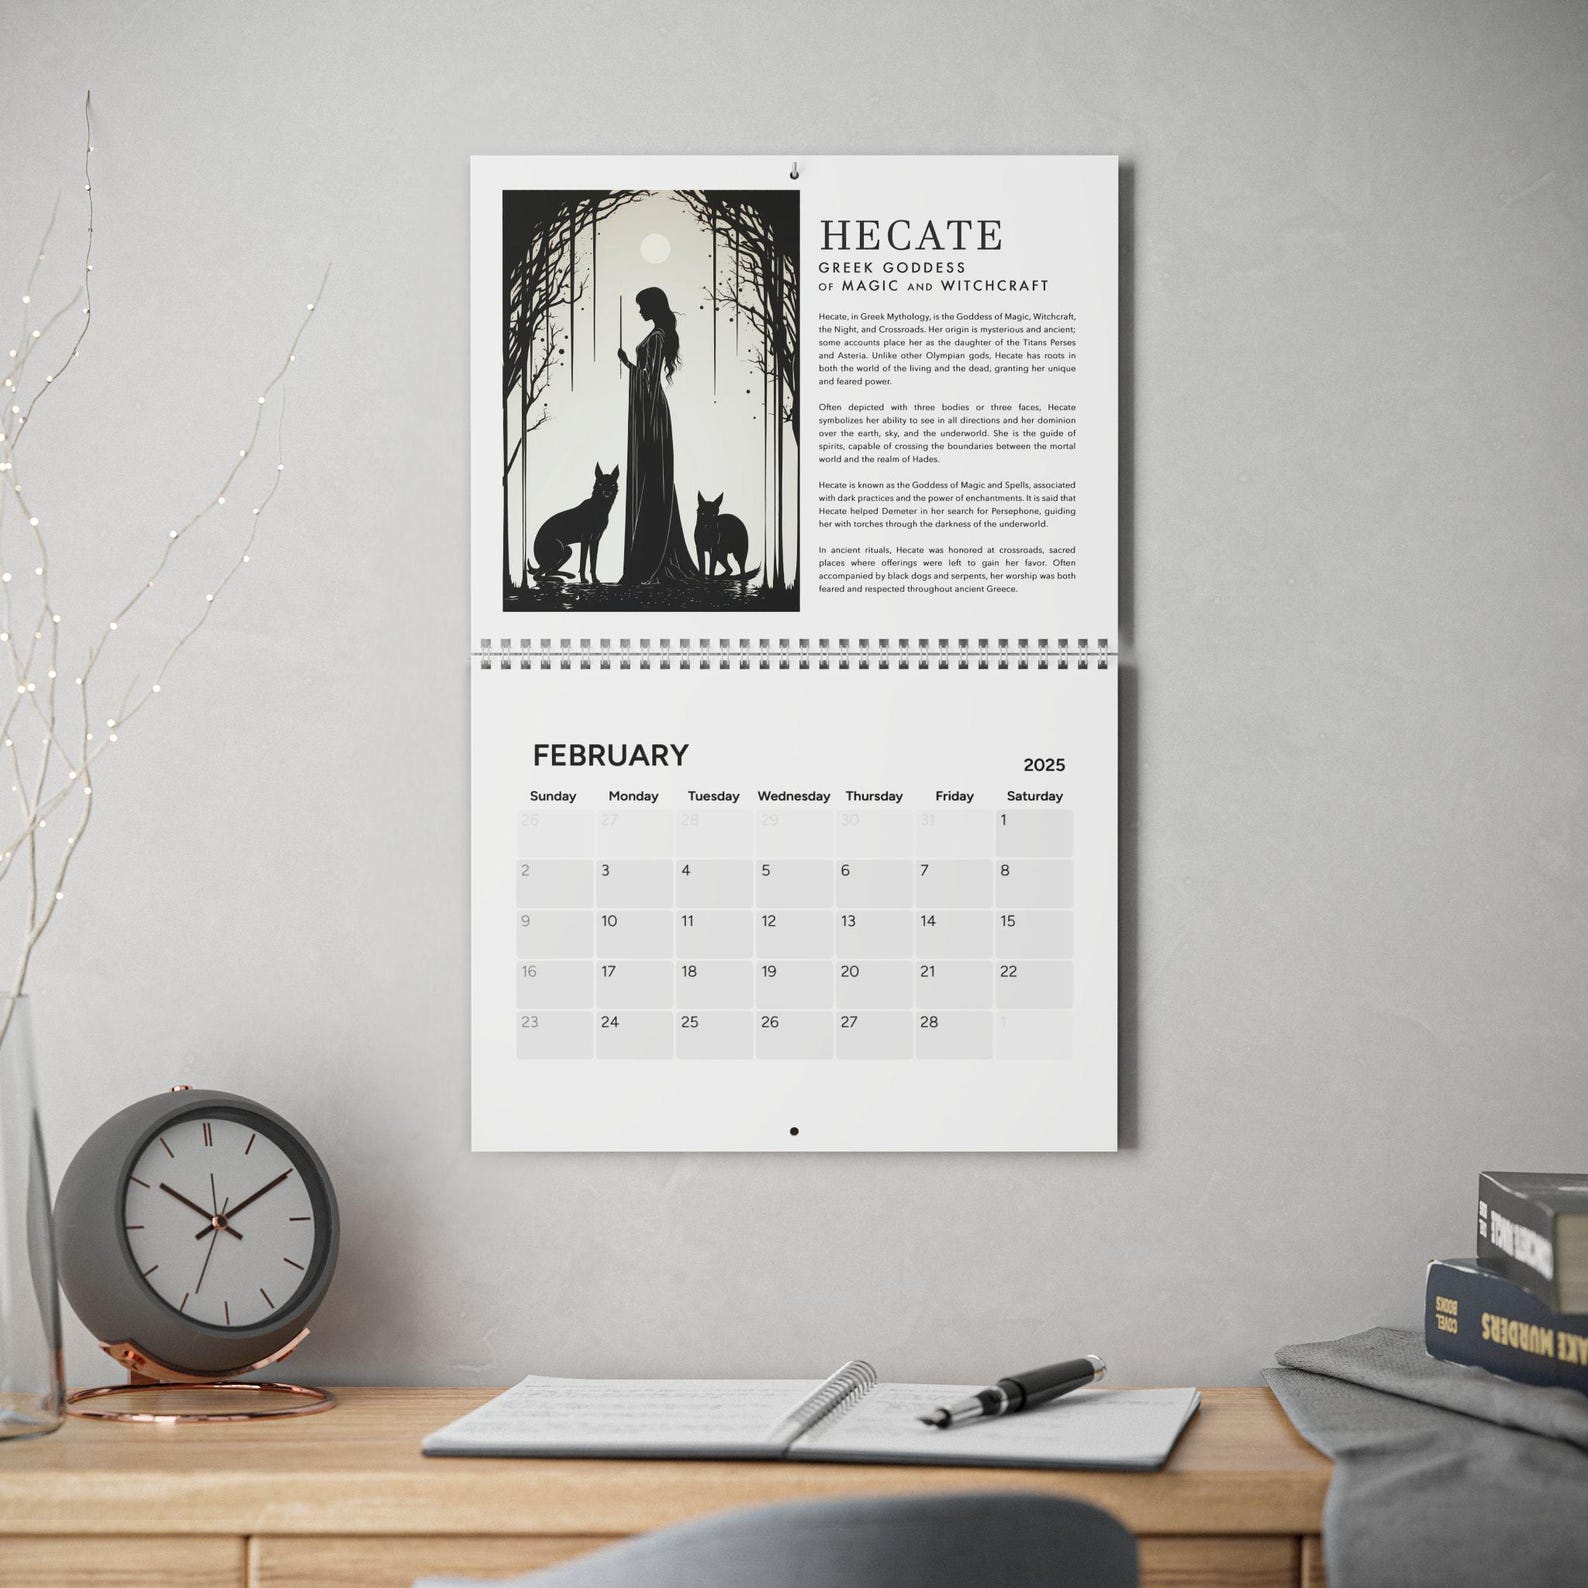 HECATE
GREEK GODDESS
OF MAGIC AND WITCHCRAFT
Hecate, in Greek Mythology, is the Goddess of Magic, Witchcraft,
the Night, and Crossroads. Her origin is mysterious and ancient;
some accounts place her as the daughter of the Titans Perses
and Asteria. Unlike other Olympian gods, Hecate has roots in
both the world of the living and the dead, granting her unique
and feared power.
Often depicted with three bodies or three faces, Hecate
symbolizes her ability to see in all directions and her dominion
over the earth, sky, and the underworld. She is the guide of
spirits, capable of crossing the boundaries between the mortal
world and the realm of Hades.
Hecate is known as the Goddess of Magic and Spells, associated
with dark practices and the power of enchantments. It is said that
Hecate helped Demeter in her search for Persephone, guiding
her with torches through the darkness of the underworld.
In ancient rituals, Hecate was honored at crossroads, sacred
places where offerings were left to gain her favor. Often
accompanied by black dogs and serpents, her worship was both
feared and respected throughout ancient Greece.
FEBRUARY 2025
Sunday Monday Tuesday Wednesday Thursday Friday Saturday
26 27 28 29 30 31 1
2 3 4 5 6 7 8
9 10 11 12 13 14 15
16 17 18 19 20 21 22
23 24 25 26 27 28 1
COVEL
BOOKS
MURDERS